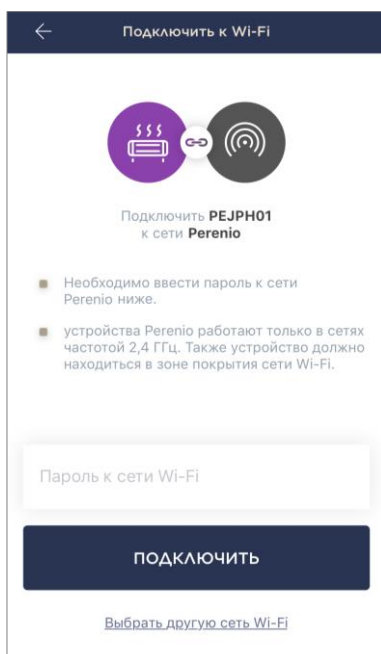 Подключить к Wi-Fi
Подключить PEJPH01
к сети Perenio
Необходимо ввести пароль к сети
Perenio ниже.
устройства Perenio работают только в сетях
частотой 2,4 ГГц. Также устройство должно
находиться в зоне покрытия сети Wi-Fi.
Пароль к сети Wi-Fi
ПОДКЛЮЧИТЬ
Выбрать другую сеть Wi-Fi